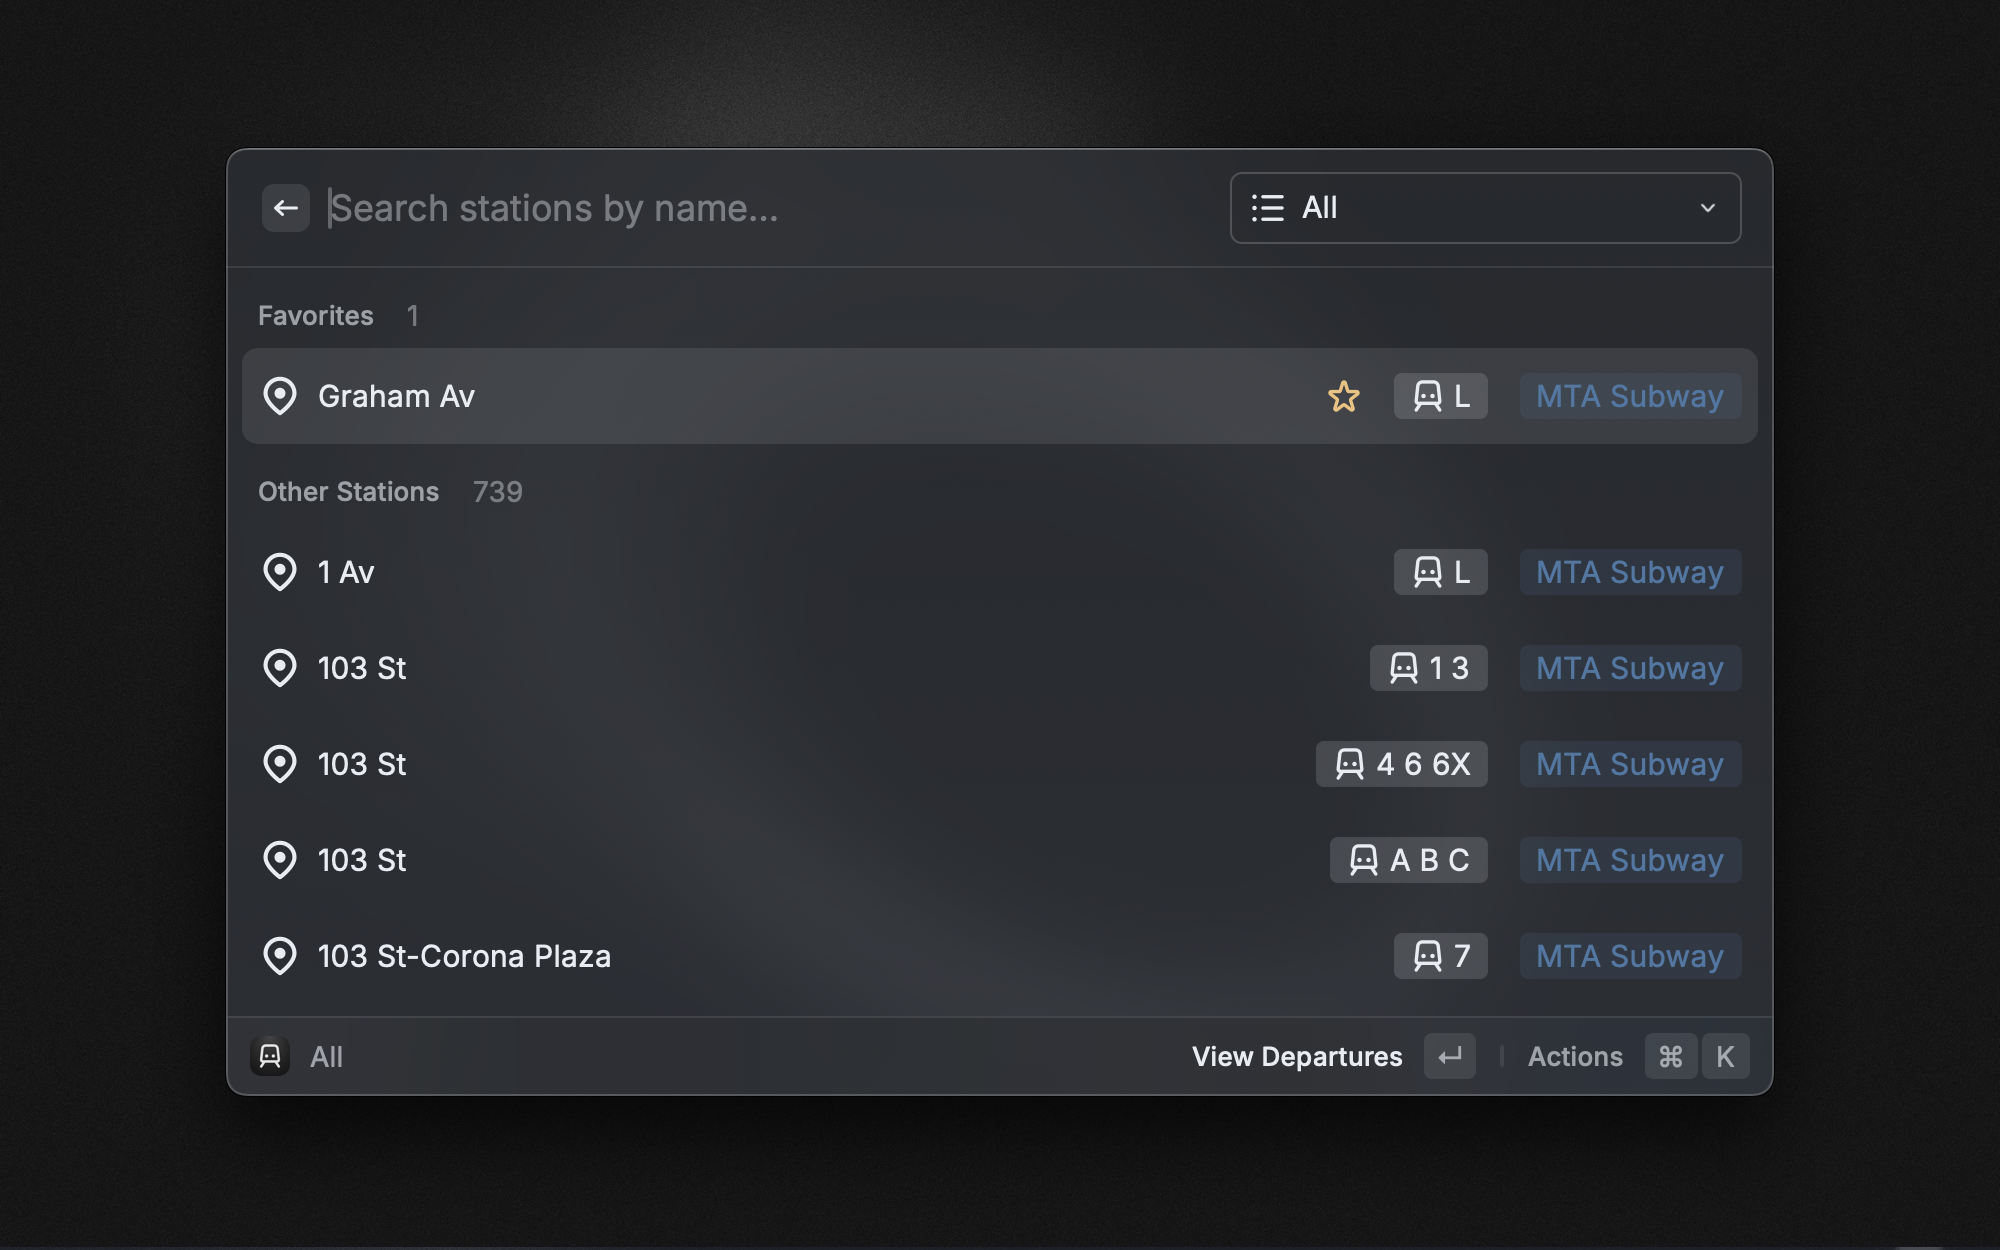 Search stations by name...
All
Favorites 1
Graham Av L MTA Subway
Other Stations 739
1 Av L MTA Subway
103 St 1 3 MTA Subway
103 St 4 6 6X MTA Subway
103 St A B C MTA Subway
103 St-Corona Plaza 7 MTA Subway
All View Departures ↵ Actions ⌘ K